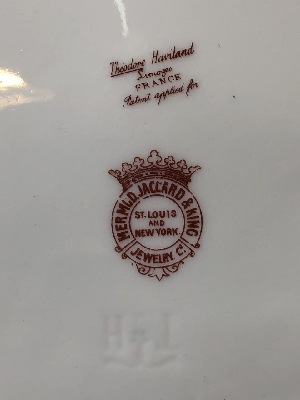 Theodore Haviland
Limoges
FRANCE
Patent applied for
MERMOD, JACCARD & KING
ST. LOUIS
AND
NEW YORK.
JEWELRY Co